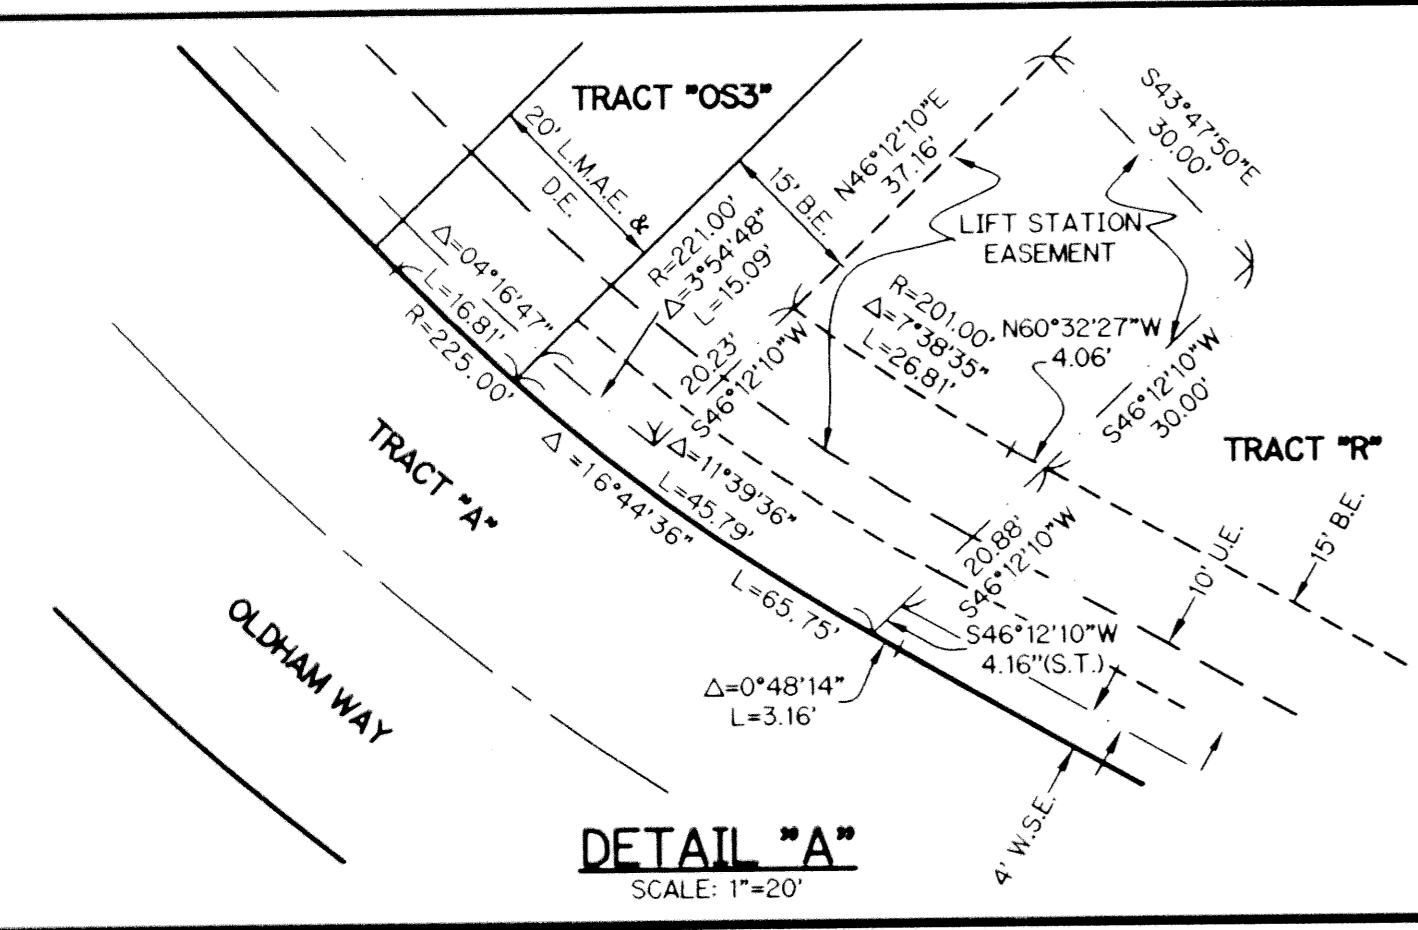 TRACT "OS3"
20' L.M.A.E. &
D.E.
15' B.E.
N46°12'10"E
37.16'
S43°47'50"E
30.00'
LIFT STATION
EASEMENT
Δ=04°16'47"
L=16.81'
R=225.00'
R=221.00'
Δ=3°54'48"
L=15.09'
20.23'
S46°12'10"W
R=201.00'
Δ=7°38'35"
L=26.81'
N60°32'27"W
4.06'
S46°12'10"W
30.00'
TRACT "R"
TRACT "A"
Δ=16°44'36"
L=65.75'
Δ=11°39'36"
L=45.79'
20.88'
S46°12'10"W
10' U.E.
15' B.E.
S46°12'10"W
4.16"(S.T.)
Δ=0°48'14"
L=3.16'
OLDHAM WAY
4' W.S.E.
DETAIL "A"
SCALE: 1"=20'